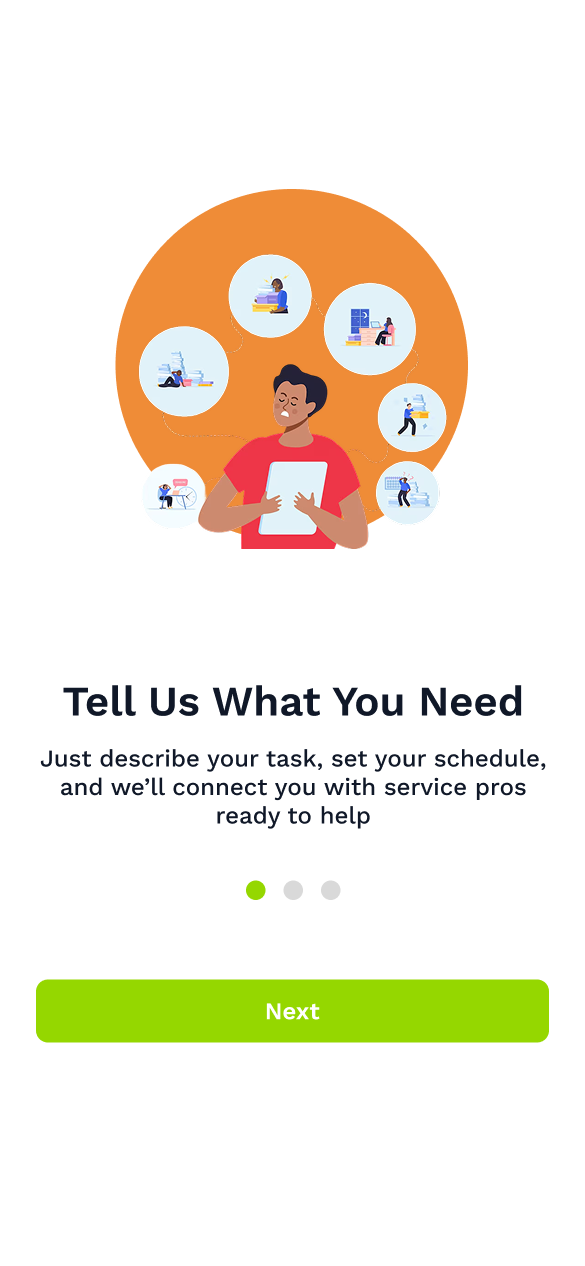 Tell Us What You Need
Just describe your task, set your schedule,
and we’ll connect you with service pros
ready to help
Next